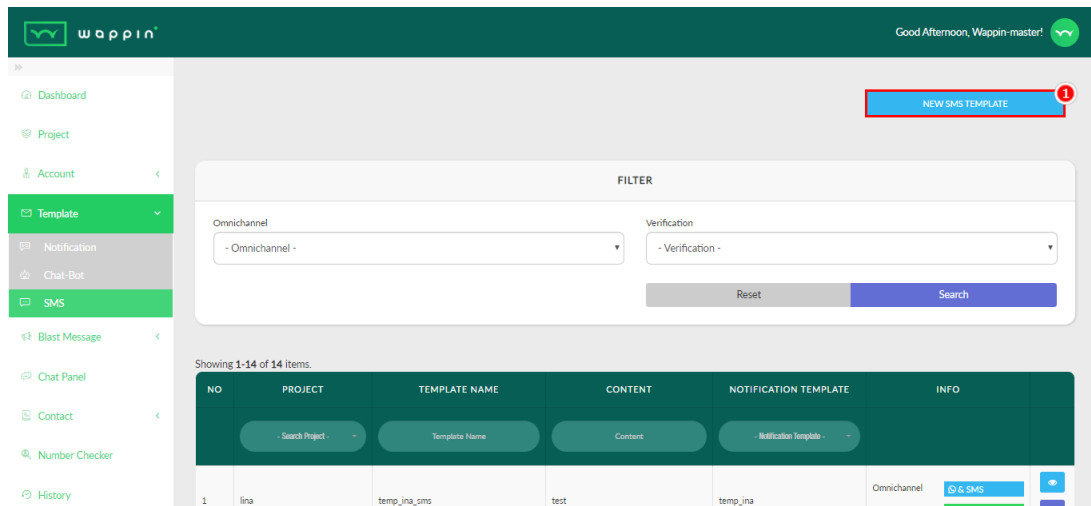 wappin
Good Afternoon, Wappin-master!
Dashboard
Project
Account
Template
Notification
Chat-Bot
SMS
Blast Message
Chat Panel
Contact
Number Checker
History
NEW SMS TEMPLATE
1
FILTER
Omnichannel
- Omnichannel -
Verification
- Verification -
Reset
Search
Showing 1-14 of 14 items.
NO PROJECT TEMPLATE NAME CONTENT NOTIFICATION TEMPLATE INFO
- Search Project - Template Name Content - Notification Template -
1 lina temp_ina_sms test temp_ina Omnichannel & SMS